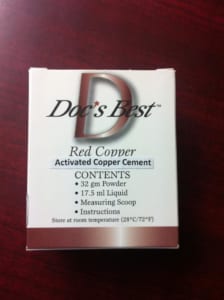 D
Doc's Best™
Red Copper
Activated Copper Cement
CONTENTS
• 32 gm Powder
• 17.5 ml Liquid
• Measuring Scoop
• Instructions
Store at room temperature (28°C/72°F)